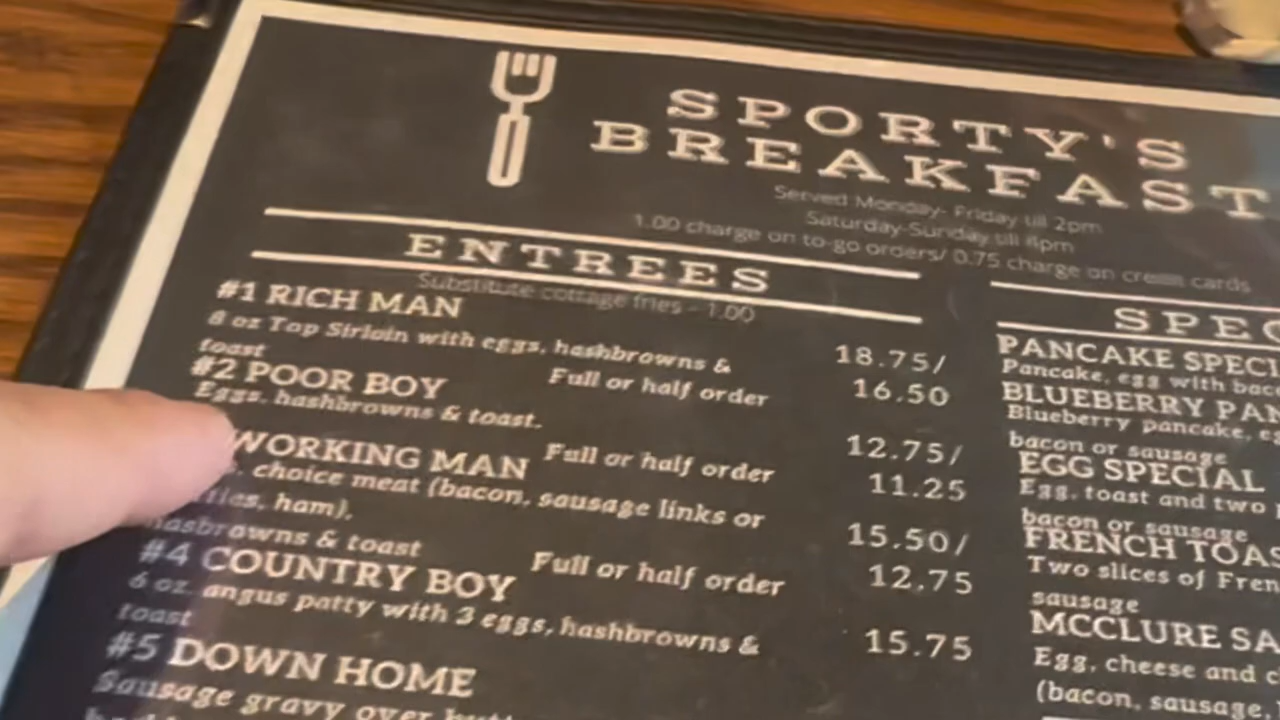 SPORTY'S
BREAKFAST
Served Monday- Friday till 2pm
Saturday-Sunday till 4pm
1.00 charge on to-go orders/ 0.75 charge on credit cards
ENTREES
Substitute cottage fries - 1.00
#1 RICH MAN
8 oz Top Sirloin with eggs, hashbrowns &
toast
Full or half order
18.75/
16.50
#2 POOR BOY
Eggs, hashbrowns & toast.
Full or half order
12.75/
11.25
WORKING MAN
choice meat (bacon, sausage links or
ham),
hasbrowns & toast
Full or half order
15.50/
12.75
#4 COUNTRY BOY
6 oz. angus patty with 3 eggs, hashbrowns &
toast
15.75
#5 DOWN HOME
Sausage gravy over
SPEC
PANCAKE SPECI
Pancake, egg with bac
BLUEBERRY PAN
Blueberry pancake,
bacon or sausage
EGG SPECIAL
Egg, toast and two
bacon or sausage
FRENCH TOAS
Two slices of Fren
sausage
MCCLURE SA
Egg, cheese and c
(bacon, sausage,